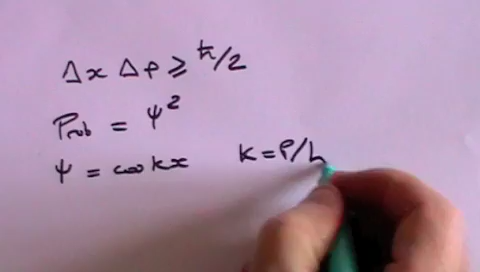 Δx Δp ≥ ħ/2
Prob = ψ²
ψ = cos kx k = p/h